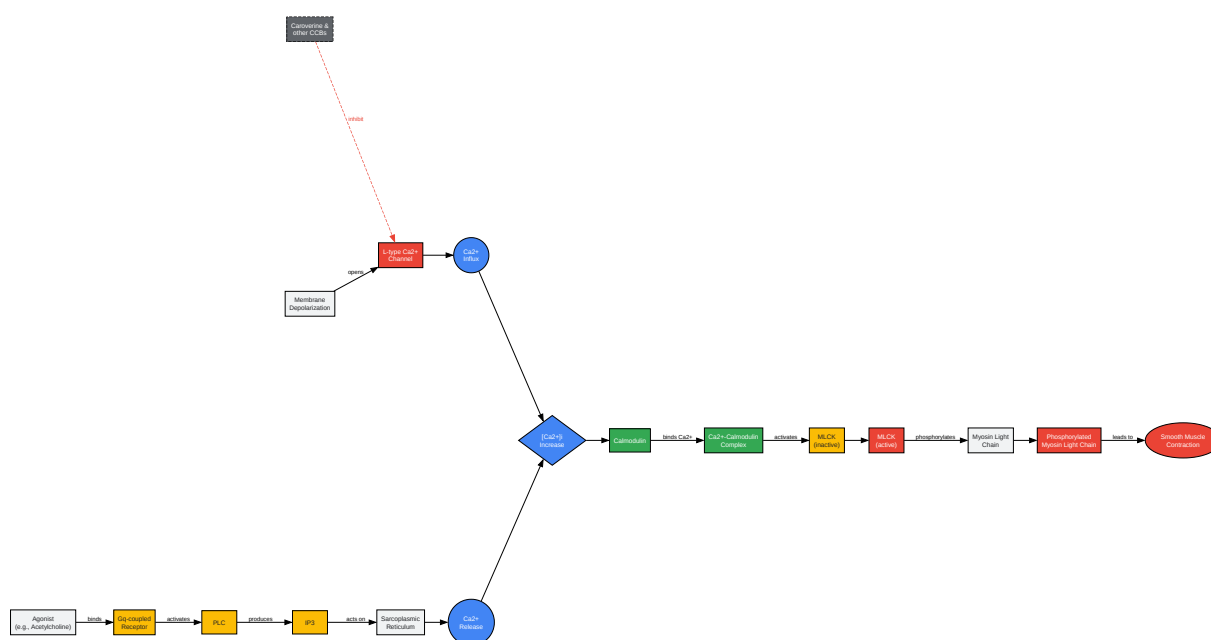 Caroverine &
other CCBs
inhibit
L-type Ca2+
Channel
Ca2+
Influx
opens
Membrane
Depolarization
[Ca2+]i
Increase
Calmodulin
binds Ca2+
Ca2+-Calmodulin
Complex
activates
MLCK
(inactive)
MLCK
(active)
phosphorylates
Myosin Light
Chain
Phosphorylated
Myosin Light Chain
leads to
Smooth Muscle
Contraction
Agonist
(e.g., Acetylcholine)
binds
Gq-coupled
Receptor
activates
PLC
produces
IP3
acts on
Sarcoplasmic
Reticulum
Ca2+
Release